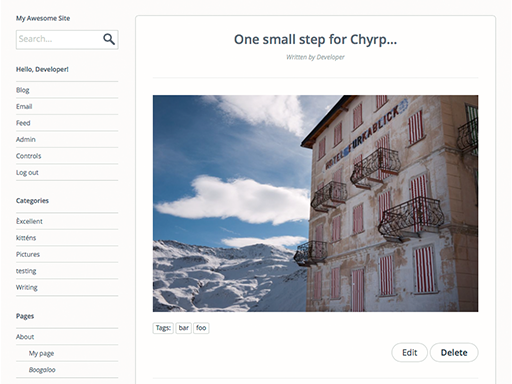 My Awesome Site
Search...
Hello, Developer!
Blog
Email
Feed
Admin
Controls
Log out
Categories
Èxcellent
kitténs
Pictures
testing
Writing
Pages
About
My page
Boogaloo
One small step for Chyrp...
Written by Developer
HOTEL FURKABLICK
Tags: bar foo
Edit Delete